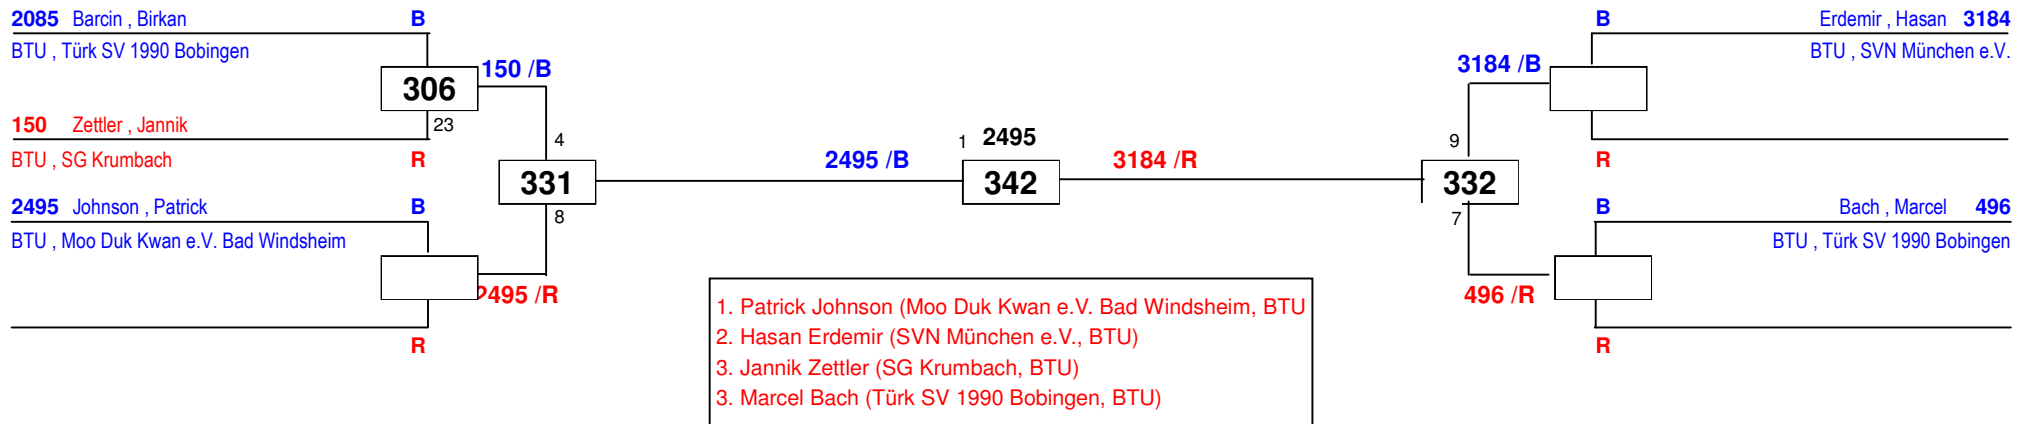 2085 Barcin , Birkan B
BTU , Türk SV 1990 Bobingen
306
150 /B
23
150 Zettler , Jannik
BTU , SG Krumbach R
4
331
8
2495 Johnson , Patrick B
BTU , Moo Duk Kwan e.V. Bad Windsheim
2495 /R
R
2495 /B
1 2495
342
3184 /R
B Erdemir , Hasan 3184
BTU , SVN München e.V.
3184 /B
R
9
332
7
B Bach , Marcel 496
BTU , Türk SV 1990 Bobingen
496 /R
R
1. Patrick Johnson (Moo Duk Kwan e.V. Bad Windsheim, BTU
2. Hasan Erdemir (SVN München e.V., BTU)
3. Jannik Zettler (SG Krumbach, BTU)
3. Marcel Bach (Türk SV 1990 Bobingen, BTU)